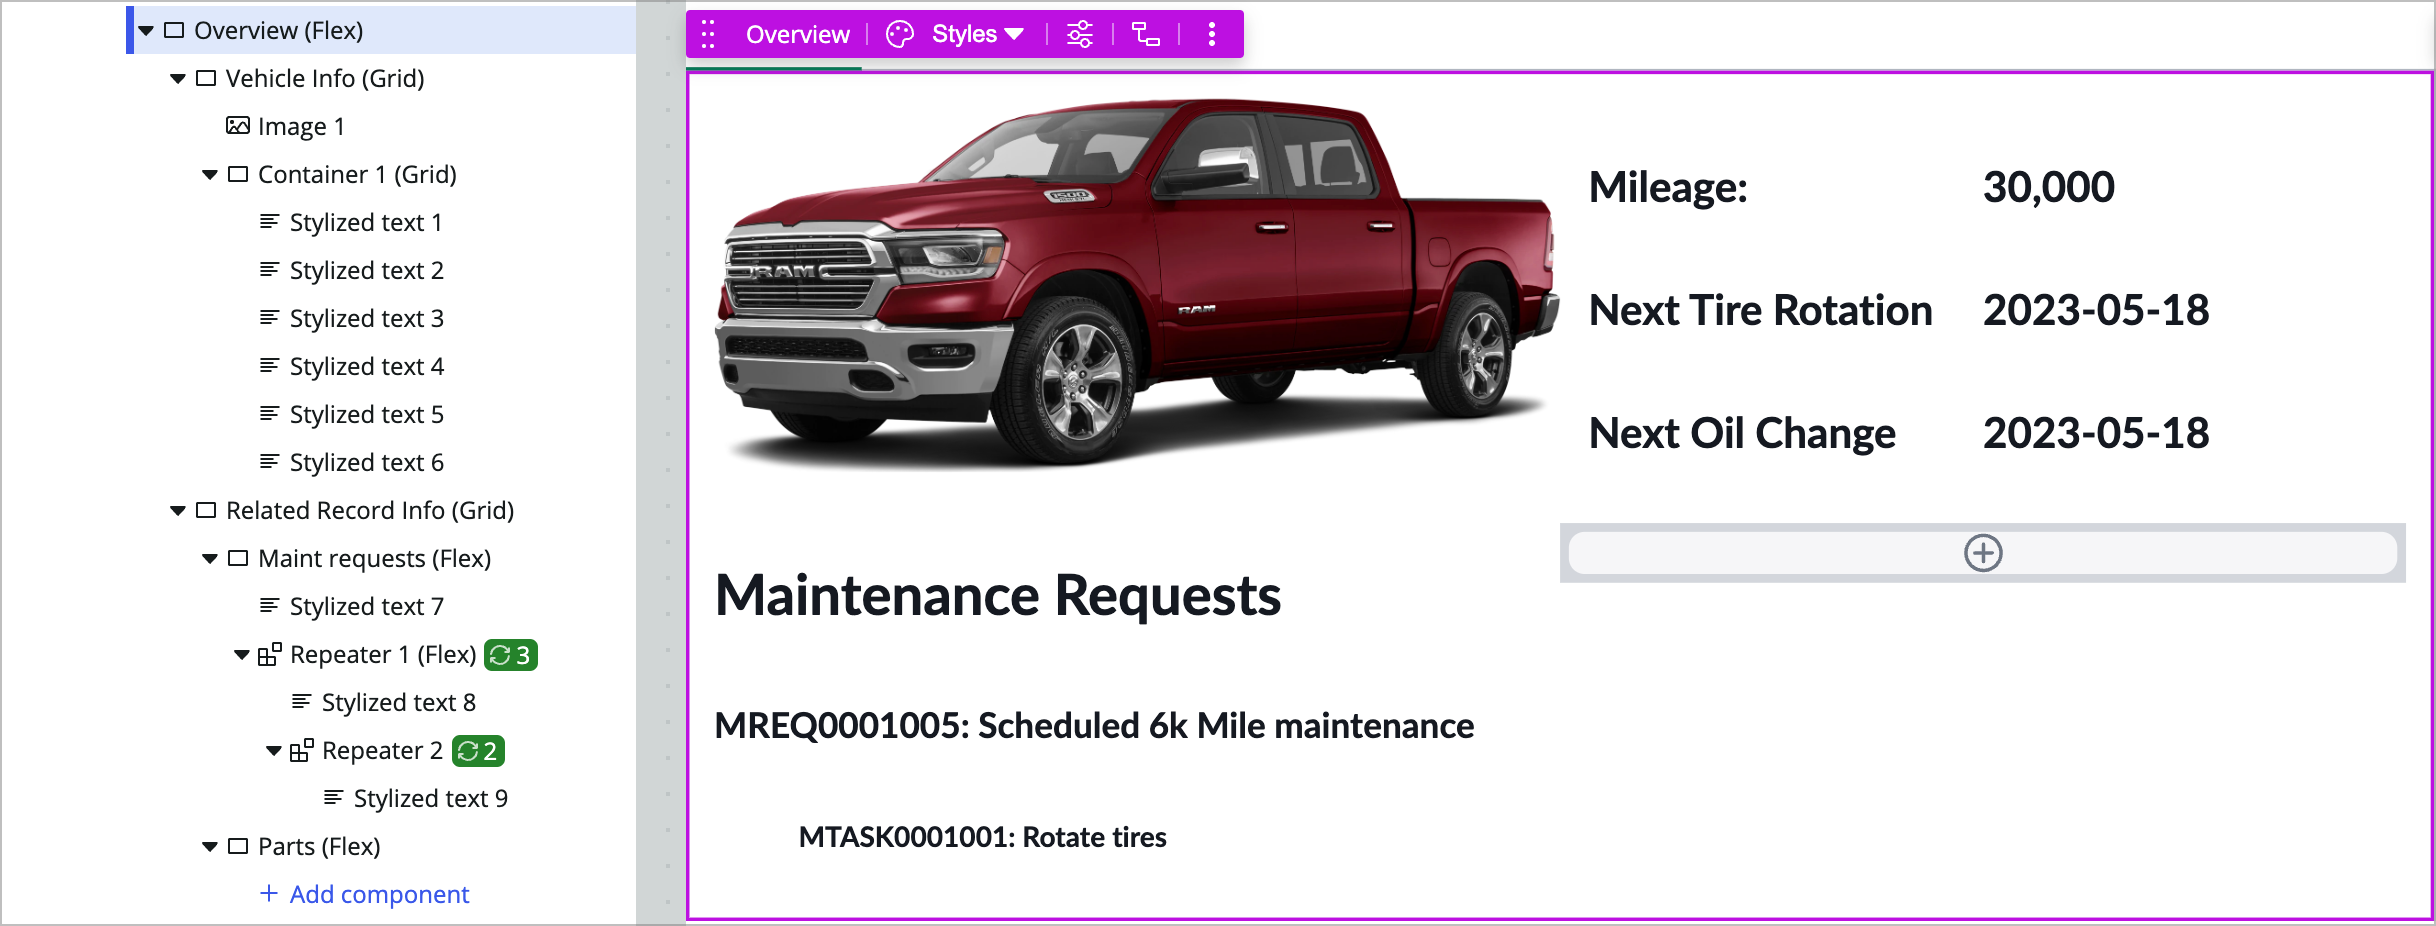 Overview (Flex)
Vehicle Info (Grid)
Image 1
Container 1 (Grid)
Stylized text 1
Stylized text 2
Stylized text 3
Stylized text 4
Stylized text 5
Stylized text 6
Related Record Info (Grid)
Maint requests (Flex)
Stylized text 7
Repeater 1 (Flex) 3
Stylized text 8
Repeater 2 2
Stylized text 9
Parts (Flex)
+ Add component
Overview Styles
1500
RAM
RAM
Mileage: 30,000
Next Tire Rotation 2023-05-18
Next Oil Change 2023-05-18
Maintenance Requests
MREQ0001005: Scheduled 6k Mile maintenance
MTASK0001001: Rotate tires